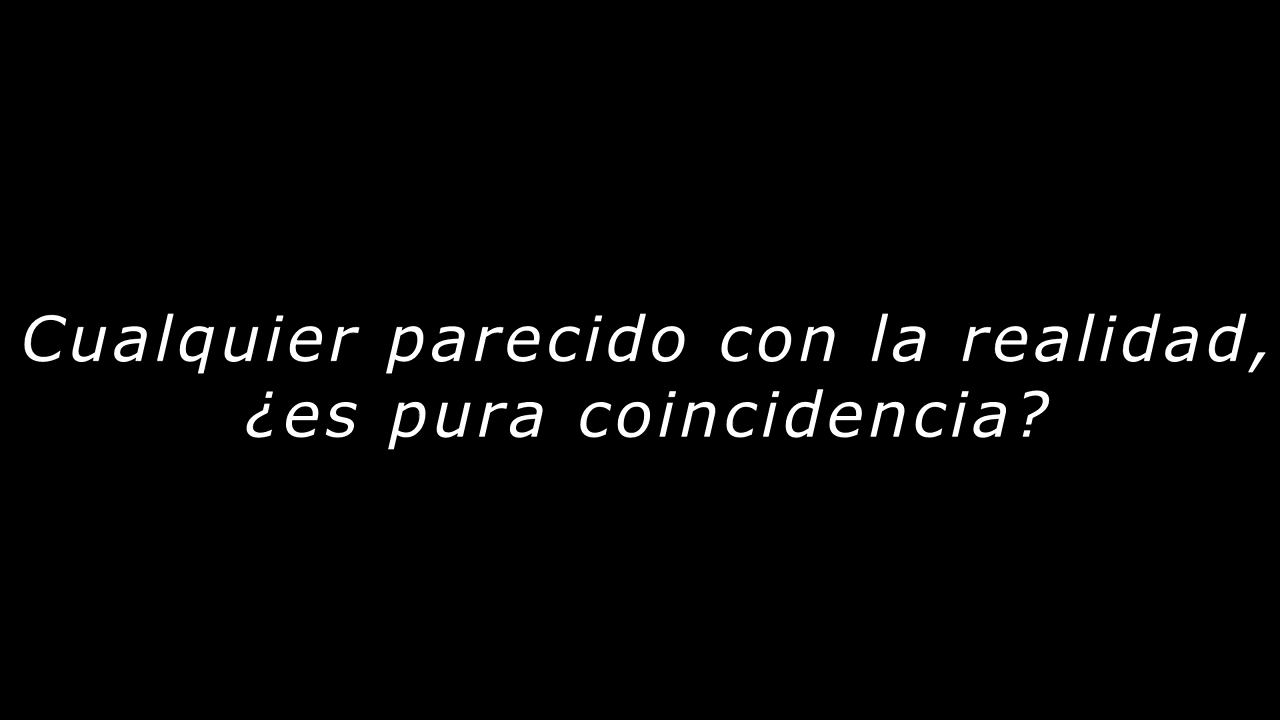 Cualquier parecido con la realidad,
¿es pura coincidencia?